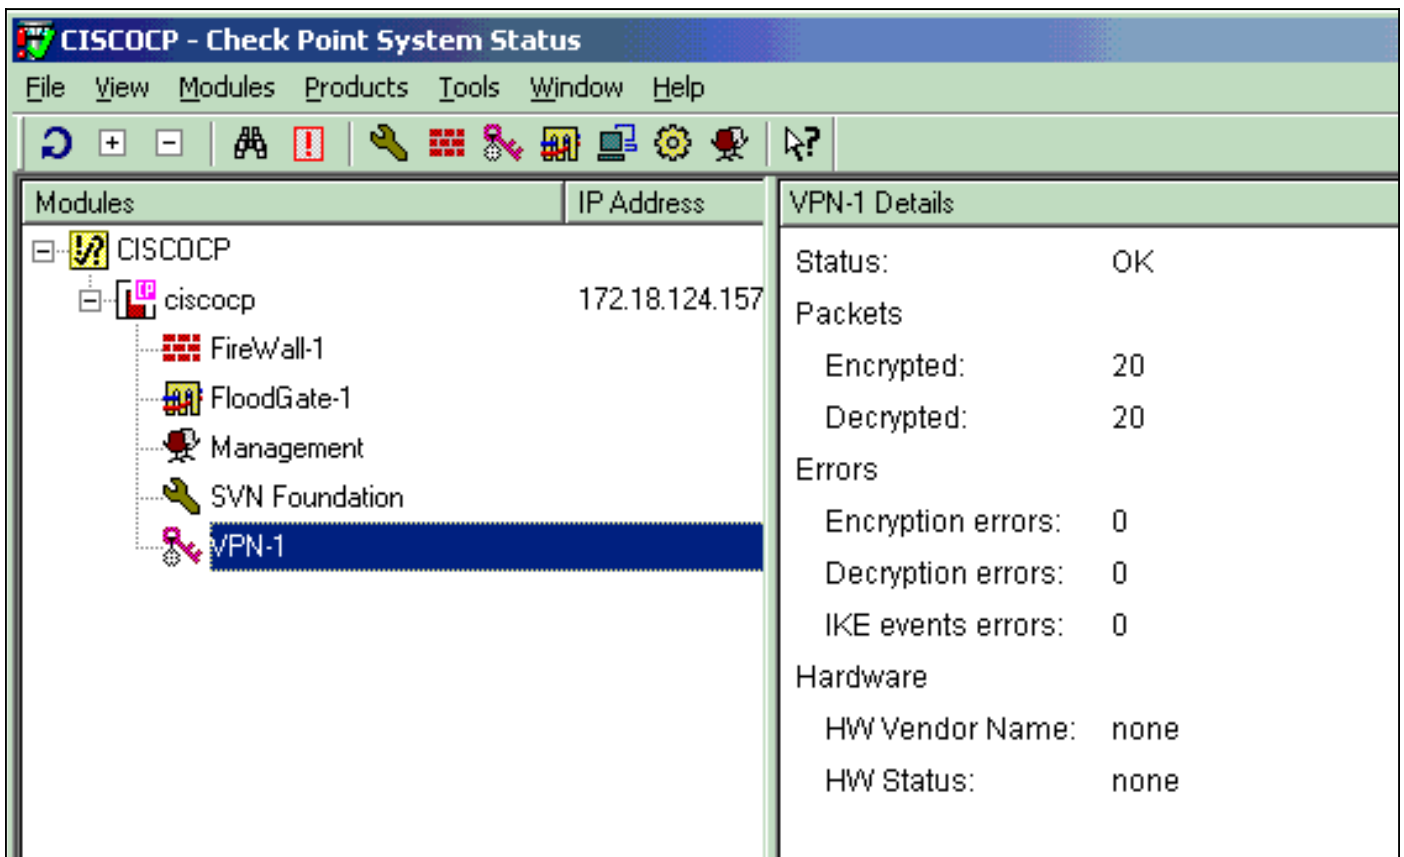 CISCOCP - Check Point System Status
File View Modules Products Tools Window Help
Modules IP Address
CISCOCP
ciscocp 172.18.124.157
FireWall-1
FloodGate-1
Management
SVN Foundation
VPN-1
VPN-1 Details
Status: OK
Packets
Encrypted: 20
Decrypted: 20
Errors
Encryption errors: 0
Decryption errors: 0
IKE events errors: 0
Hardware
HW Vendor Name: none
HW Status: none